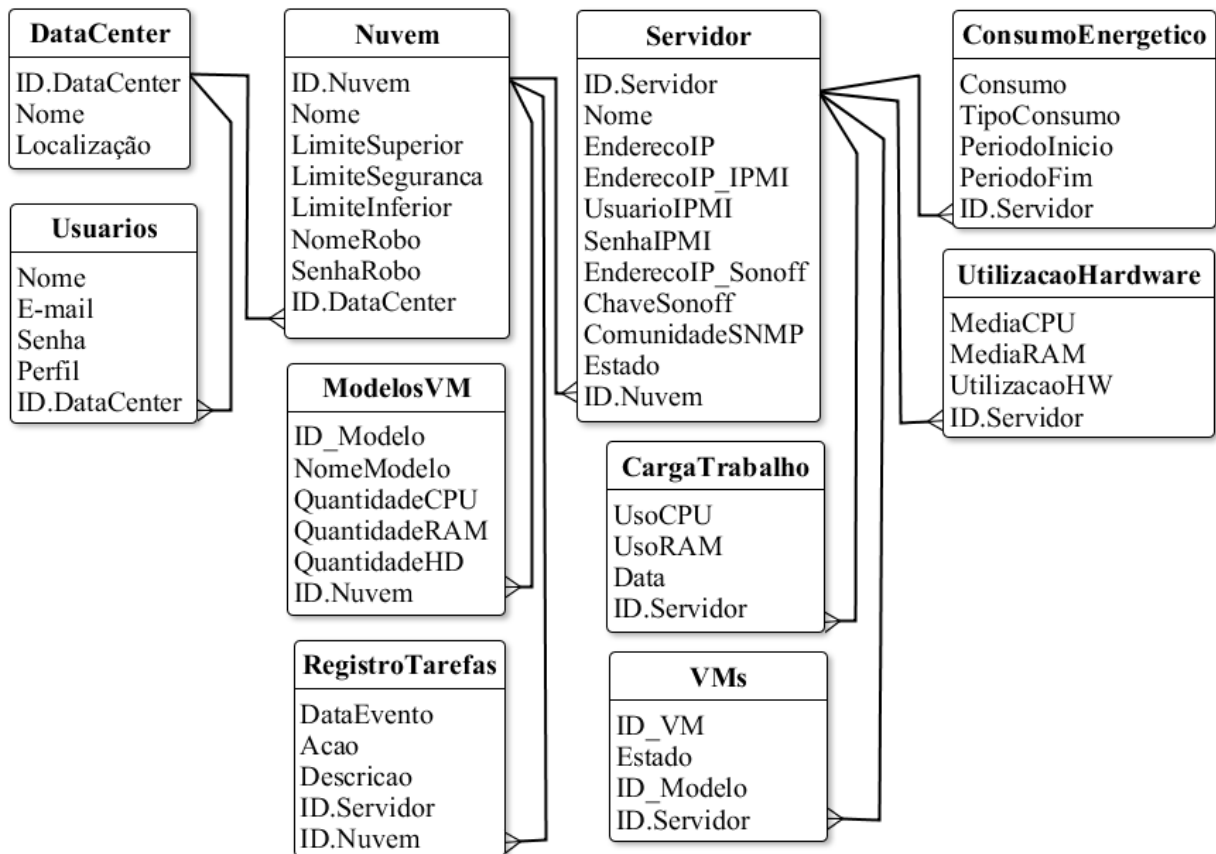 DataCenter
ID.DataCenter
Nome
Localização
Usuarios
Nome
E-mail
Senha
Perfil
ID.DataCenter
Nuvem
ID.Nuvem
Nome
LimiteSuperior
LimiteSeguranca
LimiteInferior
NomeRobo
SenhaRobo
ID.DataCenter
ModelosVM
ID_Modelo
NomeModelo
QuantidadeCPU
QuantidadeRAM
QuantidadeHD
ID.Nuvem
RegistroTarefas
DataEvento
Acao
Descricao
ID.Servidor
ID.Nuvem
Servidor
ID.Servidor
Nome
EnderecoIP
EnderecoIP_IPMI
UsuarioIPMI
SenhaIPMI
EnderecoIP_Sonoff
ChaveSonoff
ComunidadeSNMP
Estado
ID.Nuvem
CargaTrabalho
UsoCPU
UsoRAM
Data
ID.Servidor
VMs
ID_VM
Estado
ID_Modelo
ID.Servidor
ConsumoEnergetico
Consumo
TipoConsumo
PeriodoInicio
PeriodoFim
ID.Servidor
UtilizacaoHardware
MediaCPU
MediaRAM
UtilizacaoHW
ID.Servidor